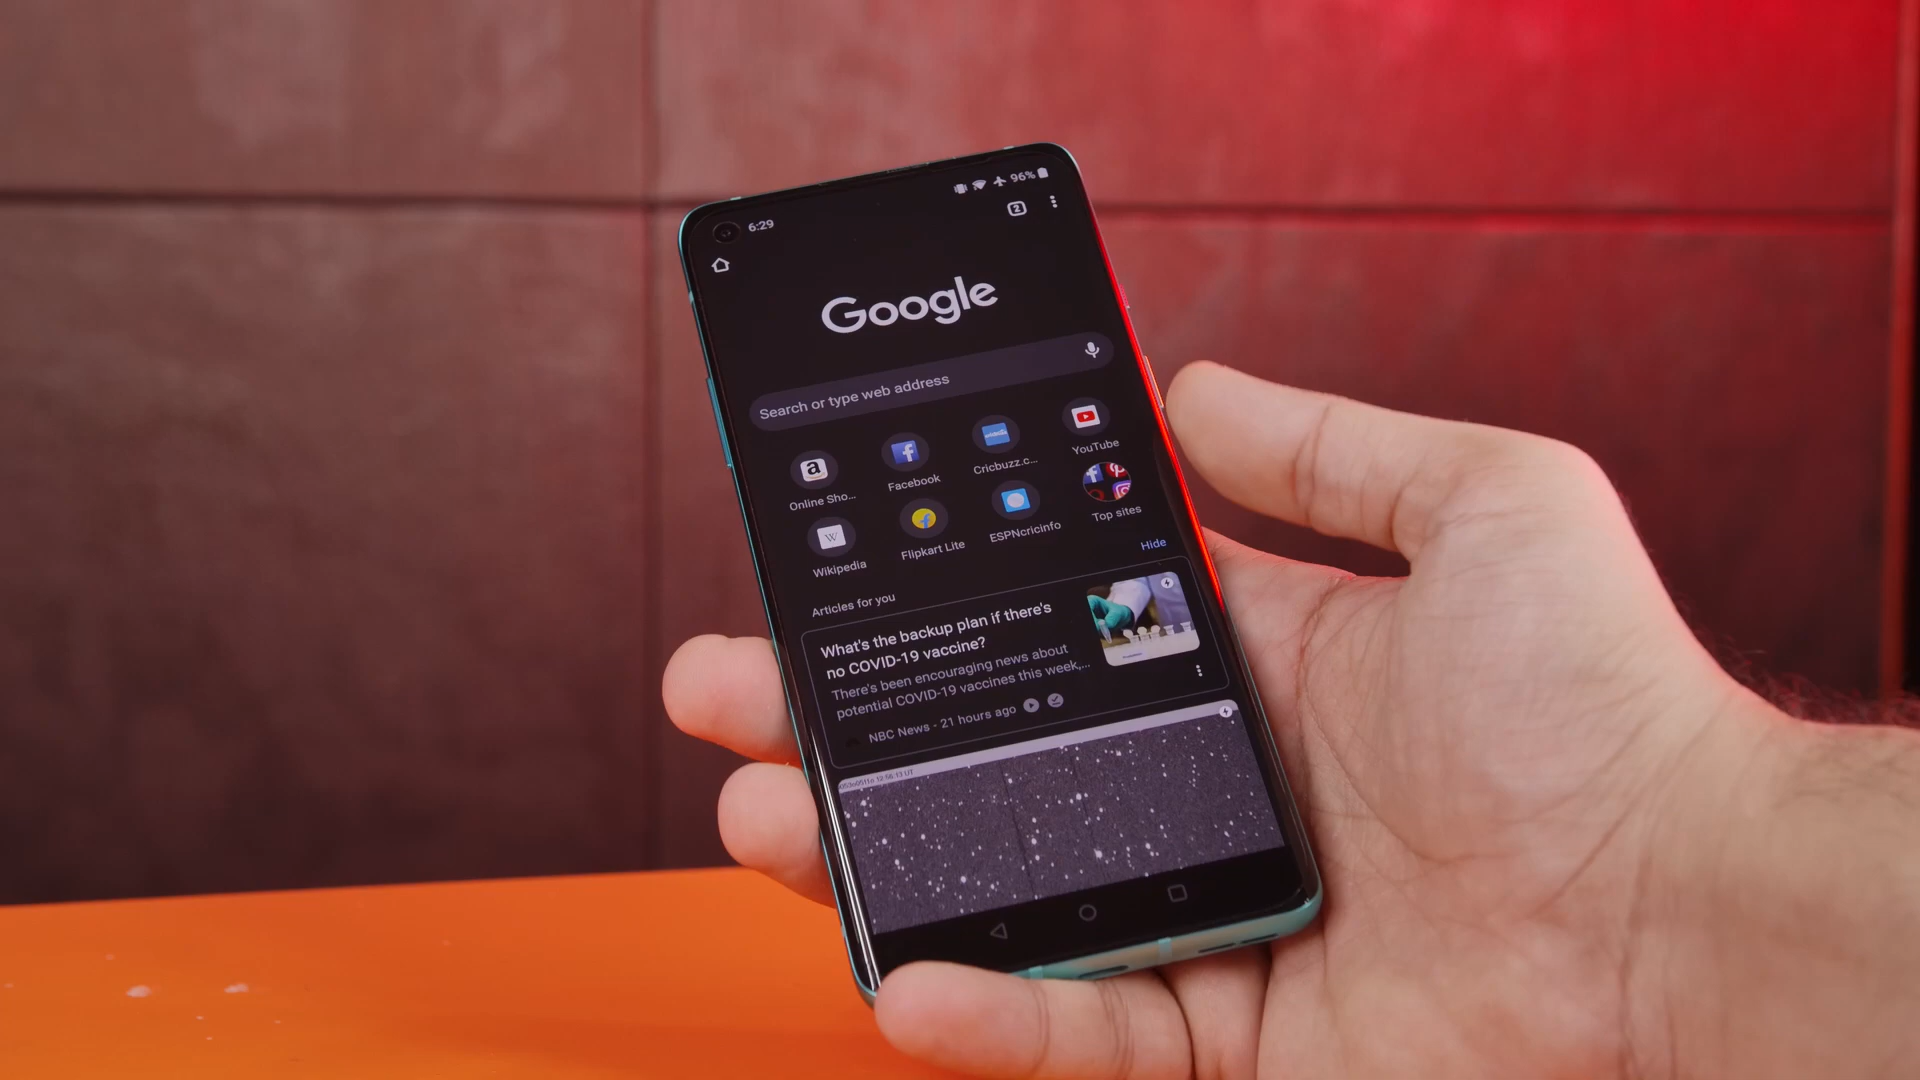 6:29
96%
2
Google
Search or type web address
a
Online Sho...
Facebook
Cricbuzz.c...
YouTube
W
Wikipedia
Flipkart Lite
ESPNcricinfo
Top sites
Hide
Articles for you
What's the backup plan if there's
no COVID-19 vaccine?
There's been encouraging news about
potential COVID-19 vaccines this week,...
NBC News - 21 hours ago